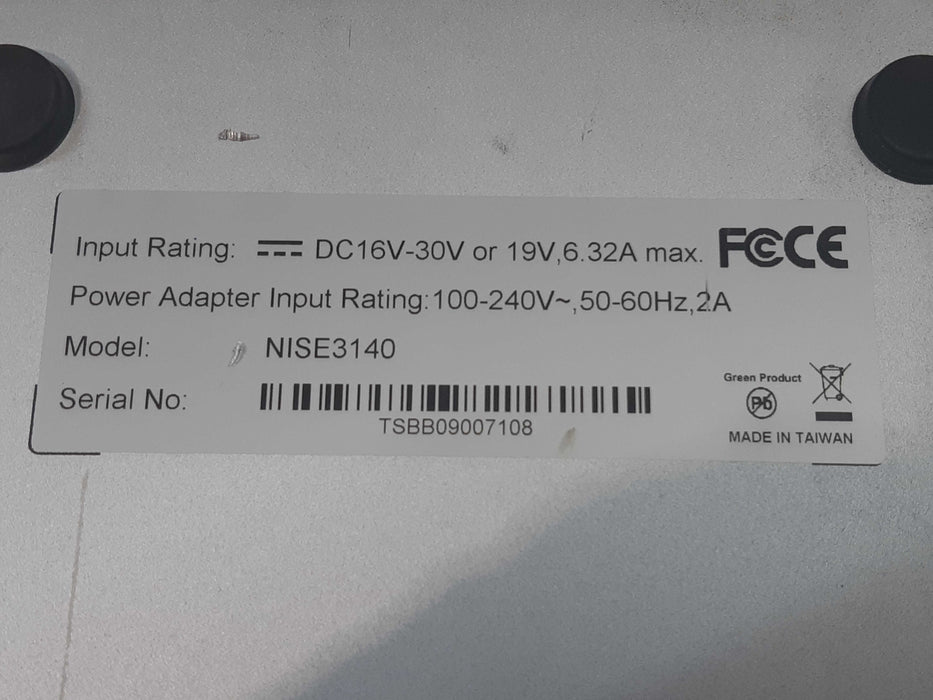 Input Rating: DC16V-30V or 19V,6.32A max. FC CE
Power Adapter Input Rating:100-240V~,50-60Hz,2A
Model: NISE3140
Serial No:
TSBB09007108
Green Product
Pb
MADE IN TAIWAN